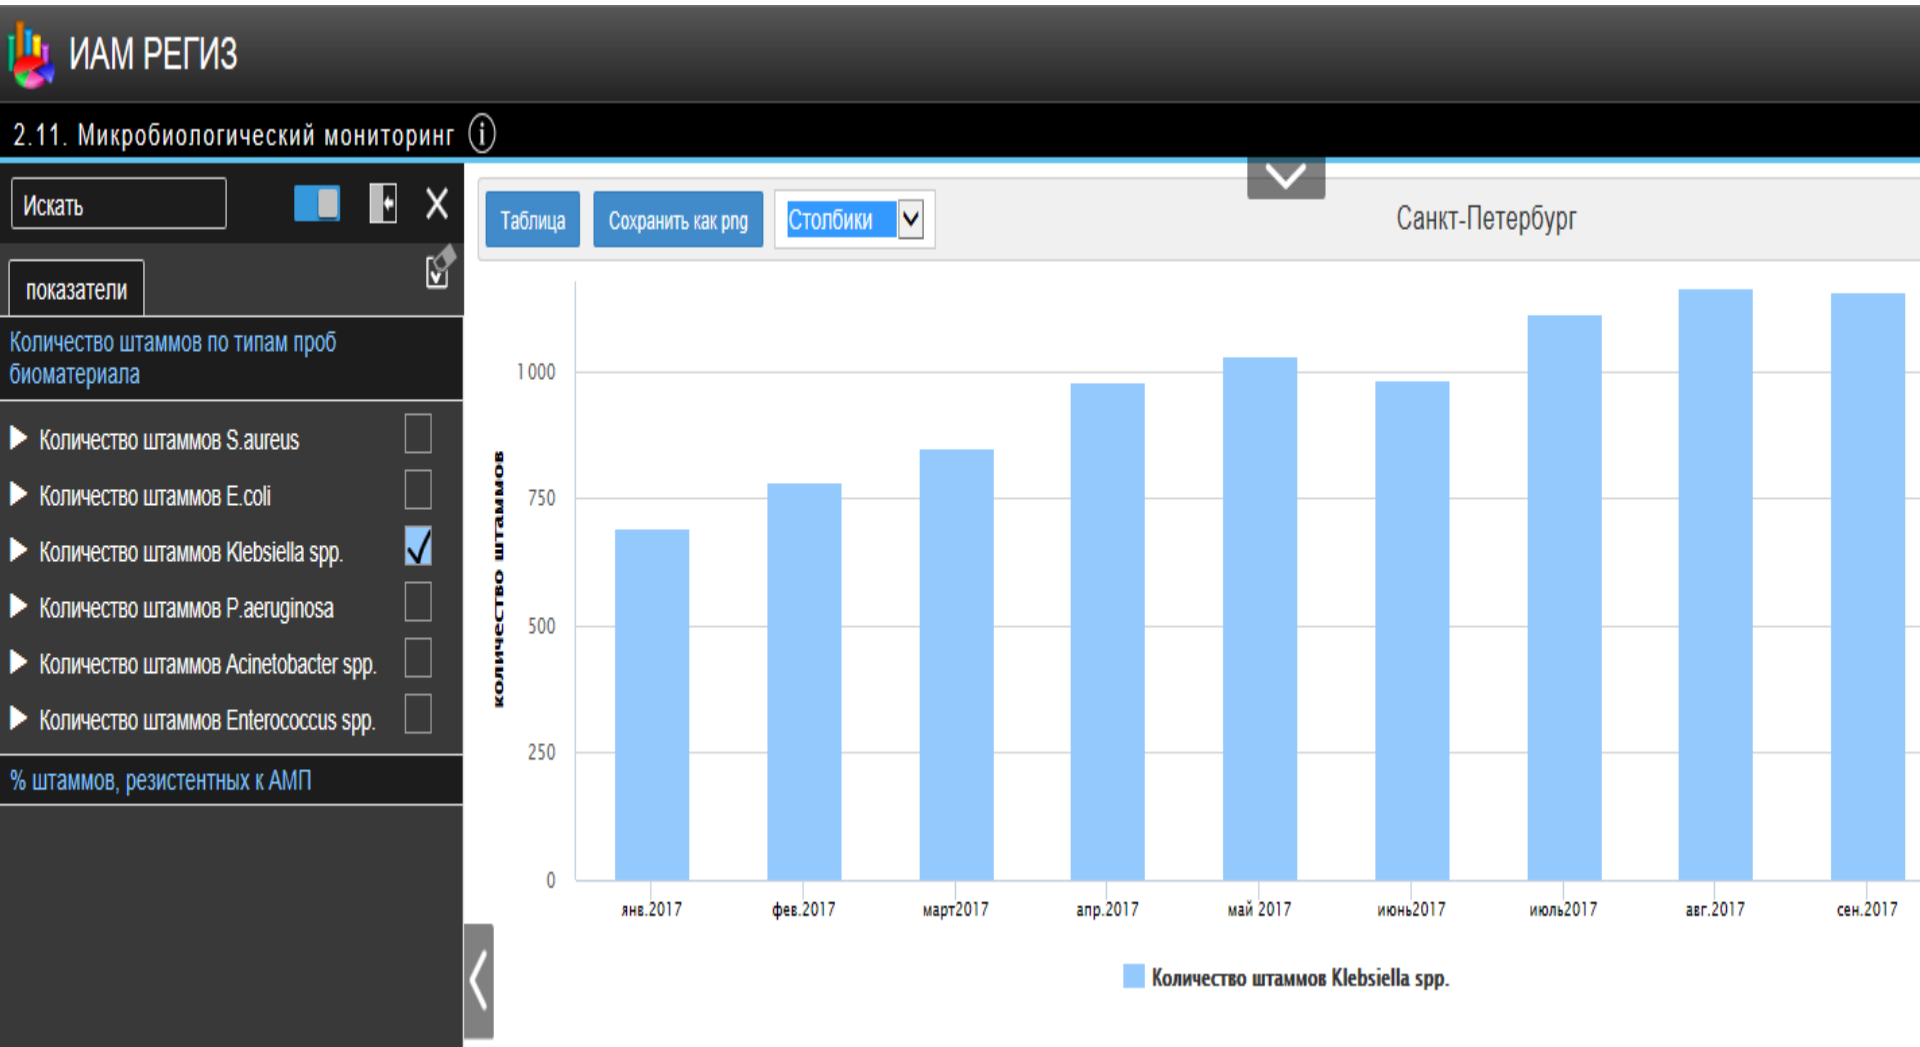 ИАМ РЕГИЗ
2.11. Микробиологический мониторинг i
Искать
Таблица
Сохранить как png
Столбики
Санкт-Петербург
показатели
Количество штаммов по типам проб
биоматериала
Количество штаммов S.aureus
Количество штаммов E.coli
Количество штаммов Klebsiella spp.
Количество штаммов P.aeruginosa
Количество штаммов Acinetobacter spp.
Количество штаммов Enterococcus spp.
% штаммов, резистентных к АМП
количество штаммов
1 000
750
500
250
0
янв.2017
фев.2017
март2017
апр.2017
май 2017
июнь2017
июль2017
авг.2017
сен.2017
Количество штаммов Klebsiella spp.